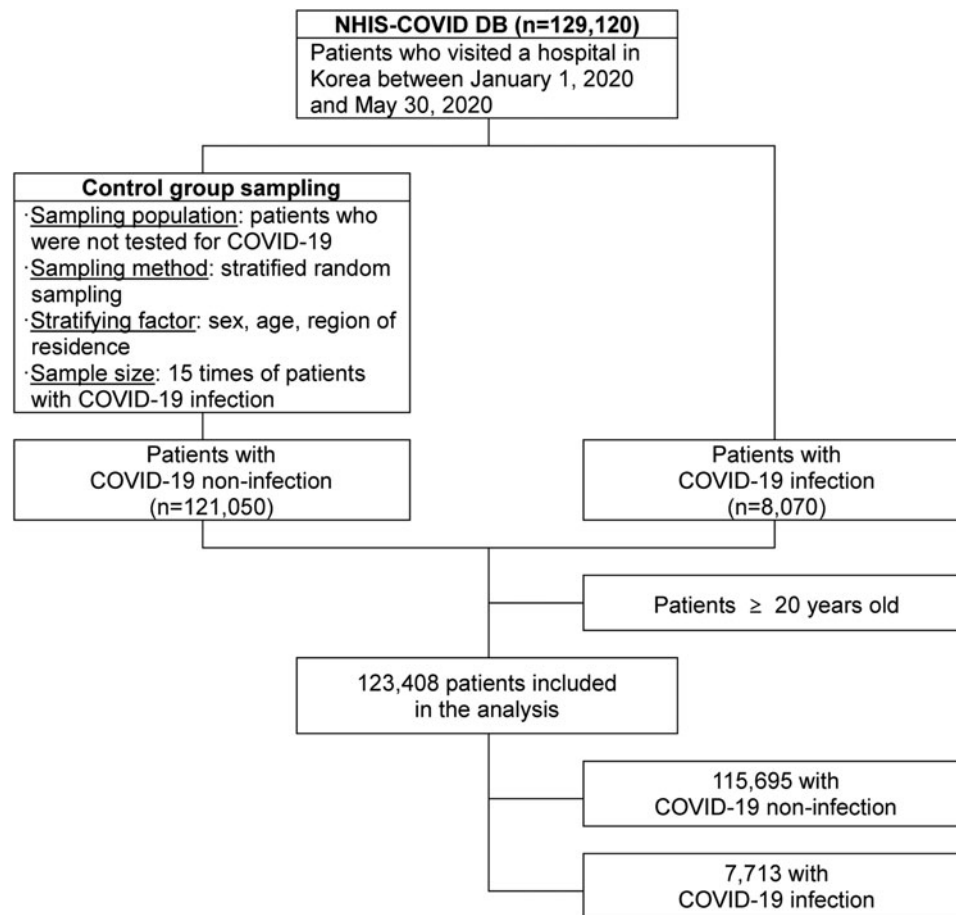 NHIS-COVID DB (n=129,120)
Patients who visited a hospital in
Korea between January 1, 2020
and May 30, 2020
Control group sampling
·Sampling population: patients who
were not tested for COVID-19
·Sampling method: stratified random
sampling
·Stratifying factor: sex, age, region of
residence
·Sample size: 15 times of patients
with COVID-19 infection
Patients with
COVID-19 non-infection
(n=121,050)
Patients with
COVID-19 infection
(n=8,070)
Patients ≥ 20 years old
123,408 patients included
in the analysis
115,695 with
COVID-19 non-infection
7,713 with
COVID-19 infection